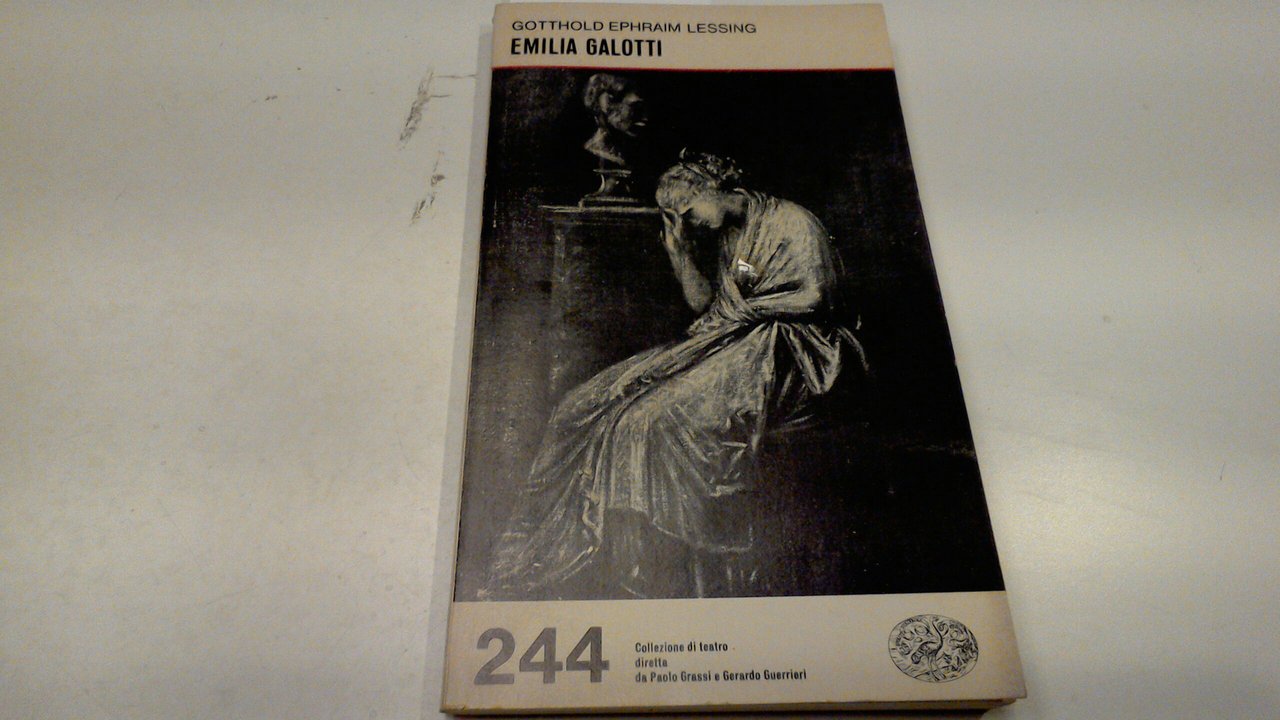 GOTTHOLD EPHRAIM LESSING
EMILIA GALOTTI
244
Collezione di teatro
diretta
da Paolo Grassi e Gerardo Guerrieri